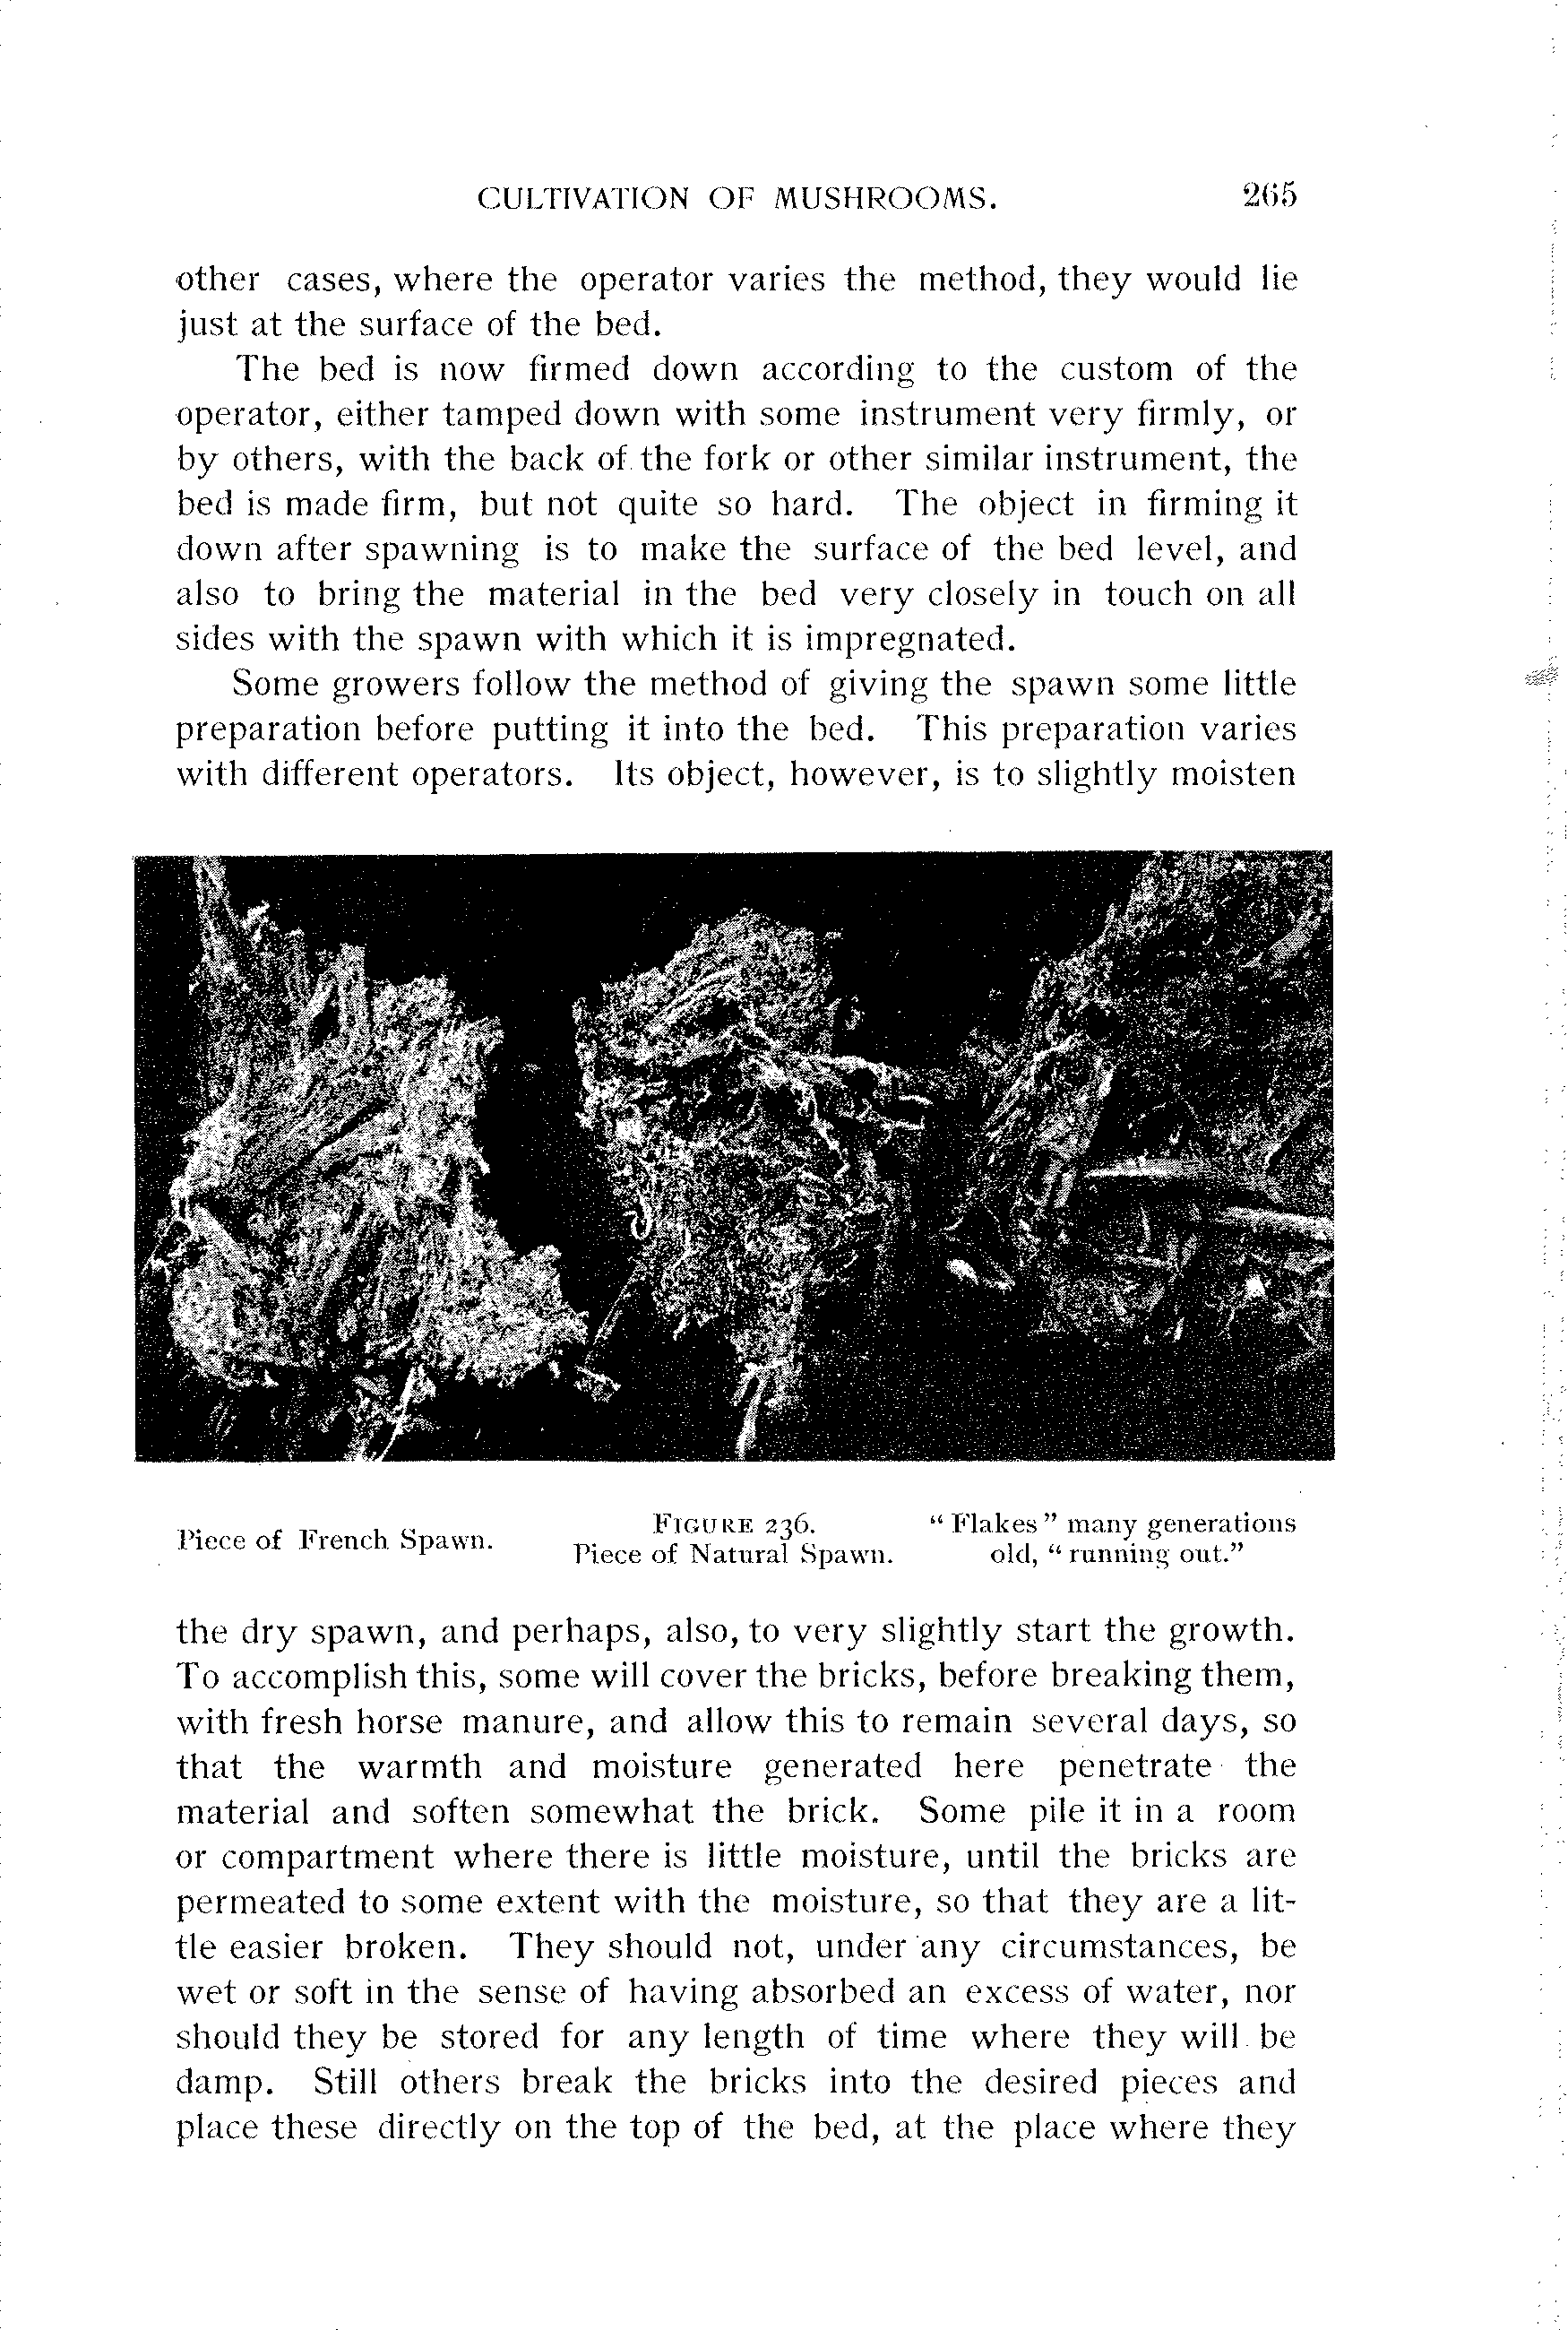 CULTIVATION OF MUSHROOMS. 265
other cases, where the operator varies the method, they would lie
just at the surface of the bed.
The bed is now firmed down according to the custom of the
operator, either tamped down with some instrument very firmly, or
by others, with the back of the fork or other similar instrument, the
bed is made firm, but not quite so hard. The object in firming it
down after spawning is to make the surface of the bed level, and
also to bring the material in the bed very closely in touch on all
sides with the spawn with which it is impregnated.
Some growers follow the method of giving the spawn some little
preparation before putting it into the bed. This preparation varies
with different operators. Its object, however, is to slightly moisten
Piece of French Spawn.
FIGURE 236.
Piece of Natural Spawn.
“ Flakes ” many generations
old, “ running out.”
the dry spawn, and perhaps, also, to very slightly start the growth.
To accomplish this, some will cover the bricks, before breaking them,
with fresh horse manure, and allow this to remain several days, so
that the warmth and moisture generated here penetrate the
material and soften somewhat the brick. Some pile it in a room
or compartment where there is little moisture, until the bricks are
permeated to some extent with the moisture, so that they are a lit-
tle easier broken. They should not, under any circumstances, be
wet or soft in the sense of having absorbed an excess of water, nor
should they be stored for any length of time where they will be
damp. Still others break the bricks into the desired pieces and
place these directly on the top of the bed, at the place where they